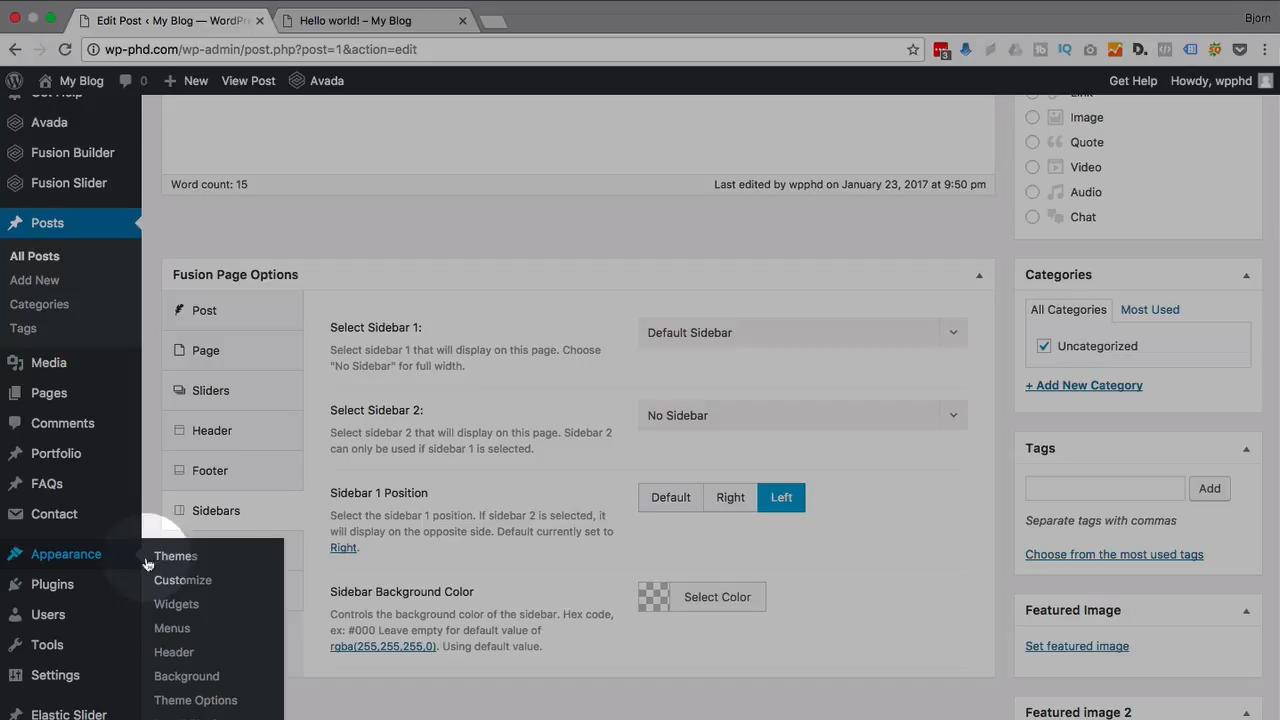 Edit Post ‹ My Blog — WordPr
Hello world! – My Blog
Bjorn
wp-phd.com/wp-admin/post.php?post=1&action=edit
3
My Blog
0
New
View Post
Avada
Get Help
Howdy, wpphd
Get Help
Avada
Fusion Builder
Fusion Slider
Posts
All Posts
Add New
Categories
Tags
Media
Pages
Comments
Portfolio
FAQs
Contact
Appearance
Plugins
Users
Tools
Settings
Elastic Slider
Themes
Customize
Widgets
Menus
Header
Background
Theme Options
Word count: 15
Last edited by wpphd on January 23, 2017 at 9:50 pm
Fusion Page Options
Post
Page
Sliders
Header
Footer
Sidebars
Select Sidebar 1:
Select sidebar 1 that will display on this page. Choose
"No Sidebar" for full width.
Default Sidebar
Select Sidebar 2:
Select sidebar 2 that will display on this page. Sidebar 2
can only be used if sidebar 1 is selected.
No Sidebar
Sidebar 1 Position
Select the sidebar 1 position. If sidebar 2 is selected, it
will display on the opposite side. Default currently set to
Right.
Default
Right
Left
Sidebar Background Color
Controls the background color of the sidebar. Hex code,
ex: #000 Leave empty for default value of
rgba(255,255,255,0). Using default value.
Select Color
Link
Image
Quote
Video
Audio
Chat
Categories
All Categories
Most Used
Uncategorized
+ Add New Category
Tags
Add
Separate tags with commas
Choose from the most used tags
Featured Image
Set featured image
Featured image 2